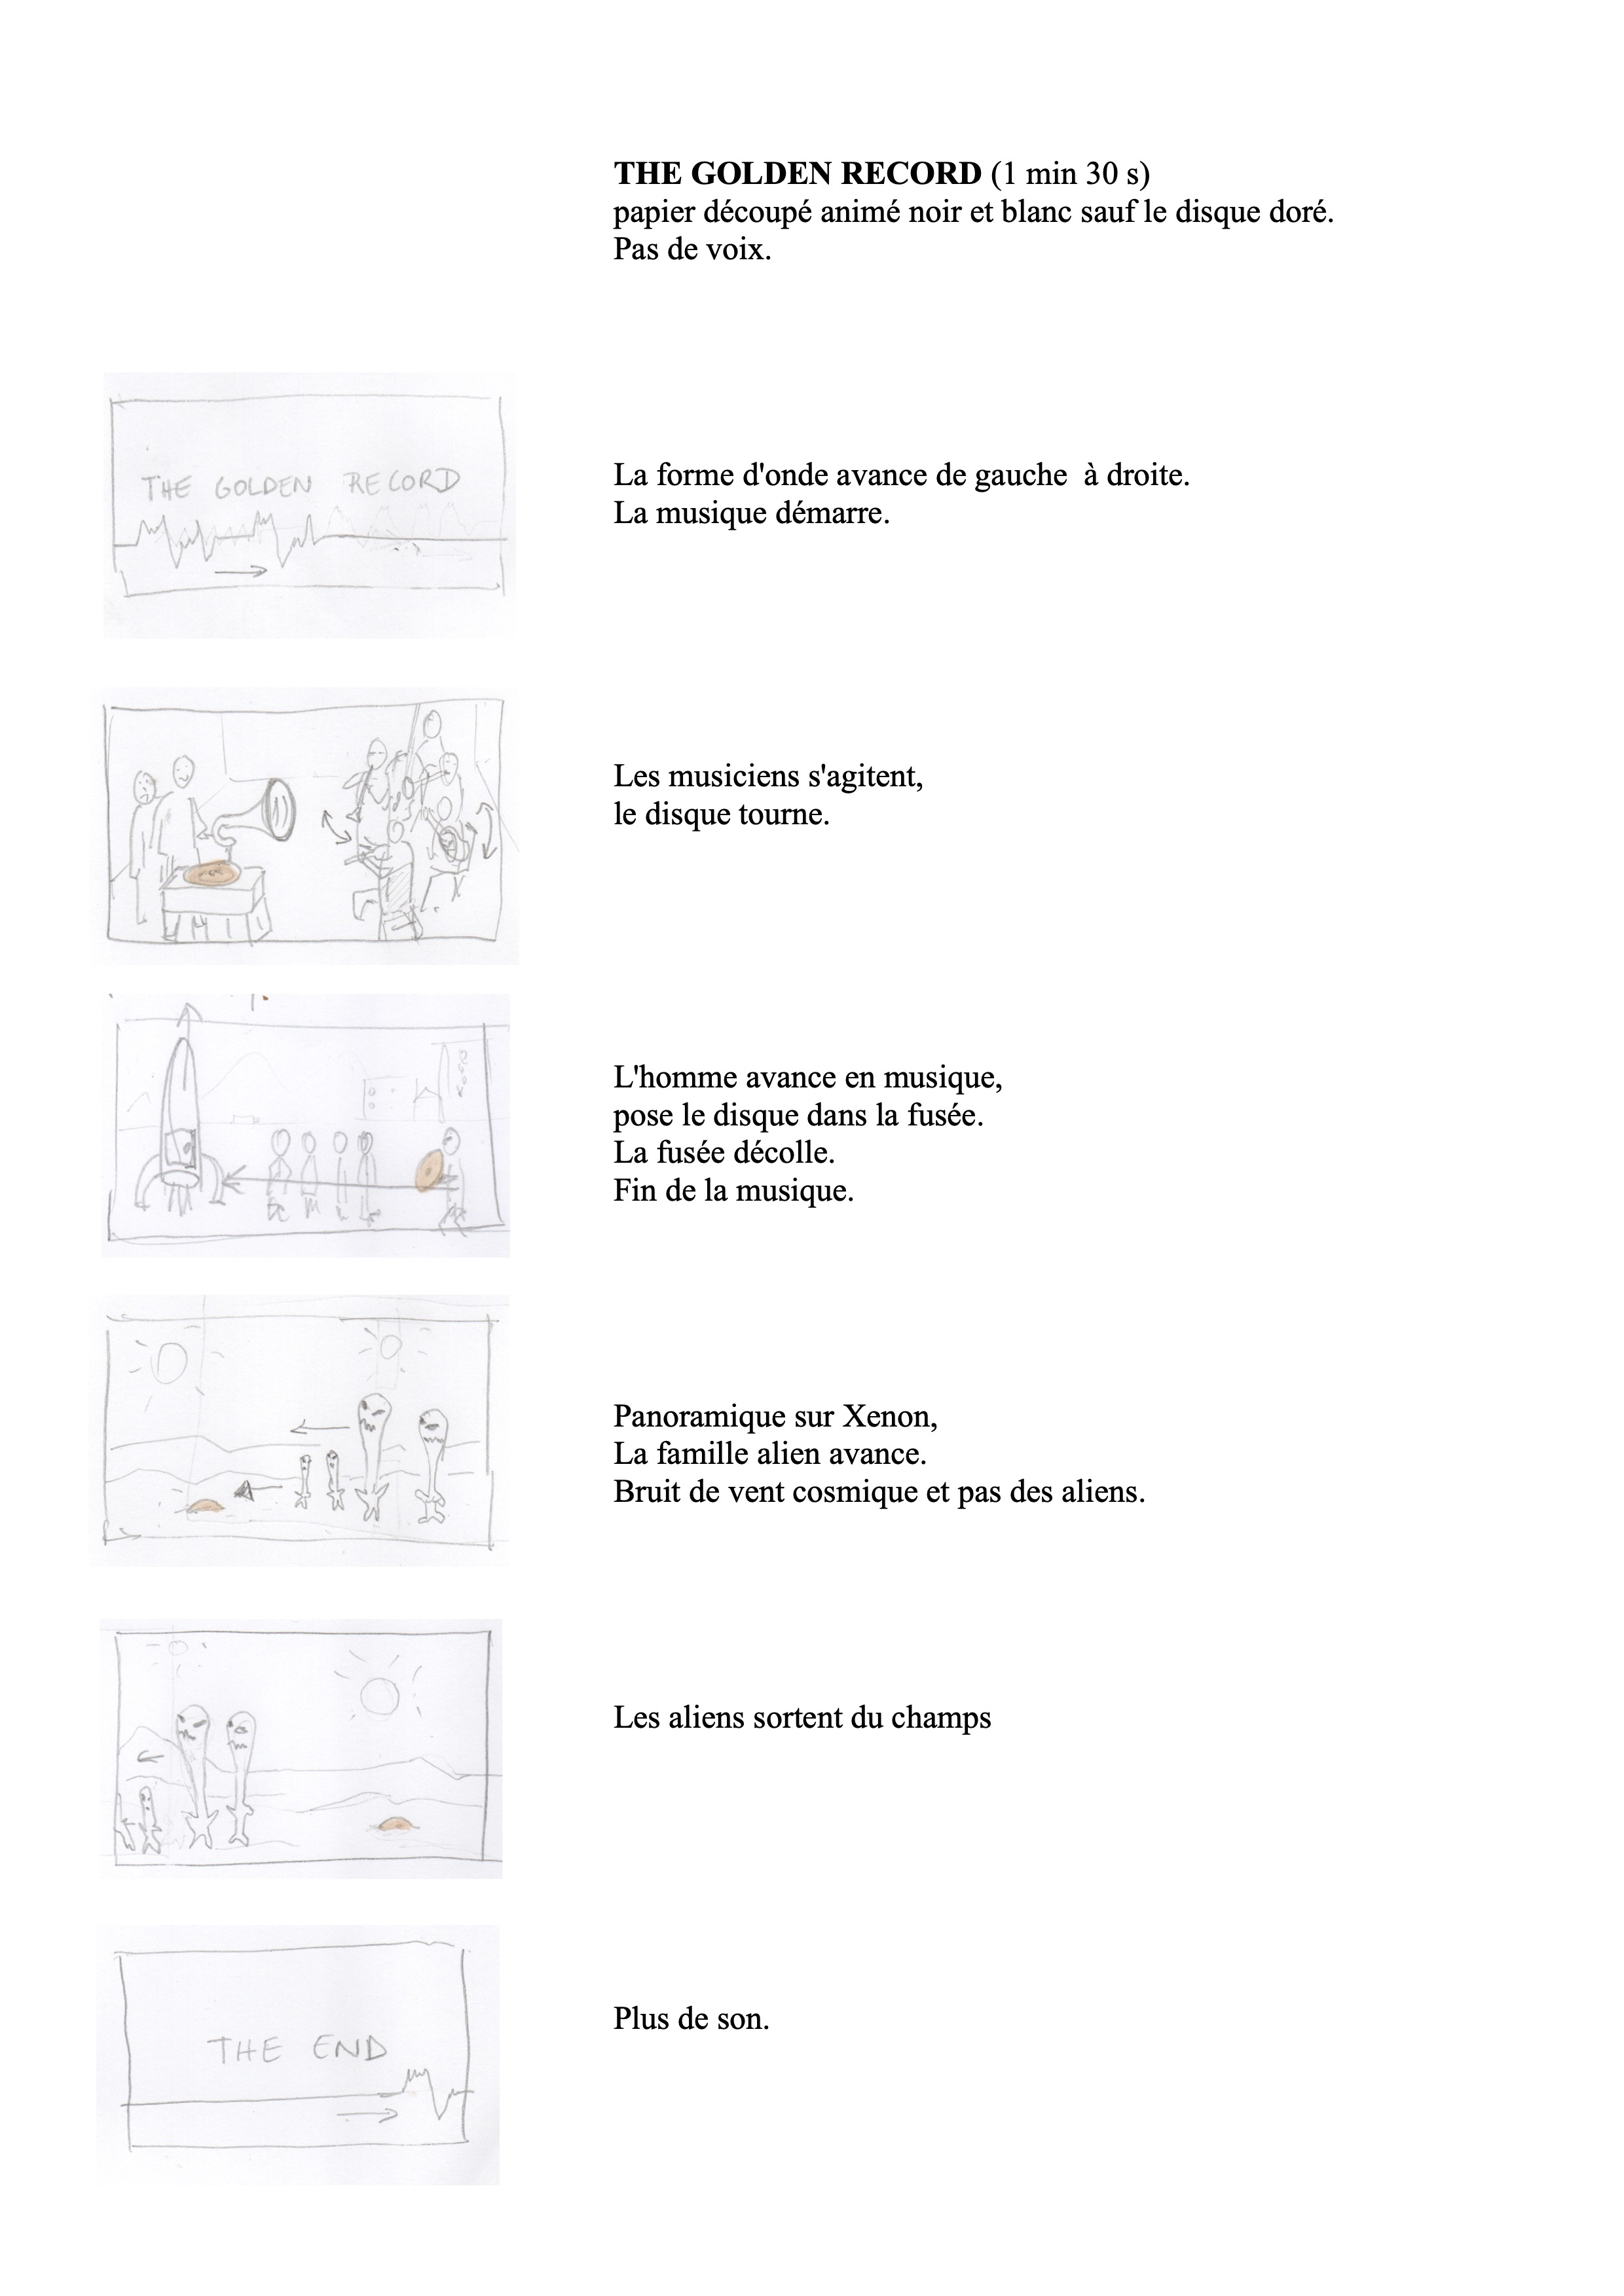 THE GOLDEN RECORD (1 min 30 s)
papier découpé animé noir et blanc sauf le disque doré.
Pas de voix.
THE GOLDEN RECORD
La forme d'onde avance de gauche  à droite.
La musique démarre.
Les musiciens s'agitent,
le disque tourne.
L'homme avance en musique,
pose le disque dans la fusée.
La fusée décolle.
Fin de la musique.
Panoramique sur Xenon,
La famille alien avance.
Bruit de vent cosmique et pas des aliens.
Les aliens sortent du champs
THE END
Plus de son.